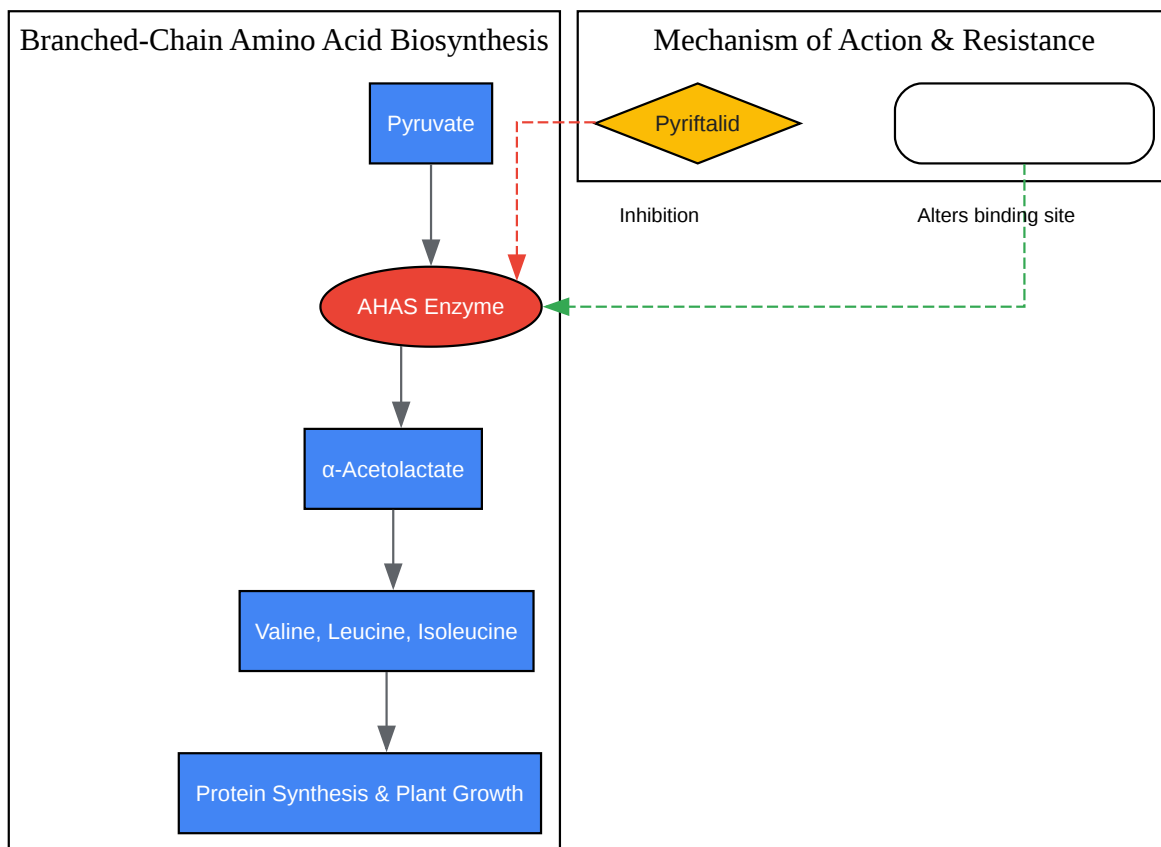 Branched-Chain Amino Acid Biosynthesis
Mechanism of Action & Resistance
Pyruvate
Pyriftalid
Inhibition
Alters binding site
AHAS Enzyme
α-Acetolactate
Valine, Leucine, Isoleucine
Protein Synthesis & Plant Growth